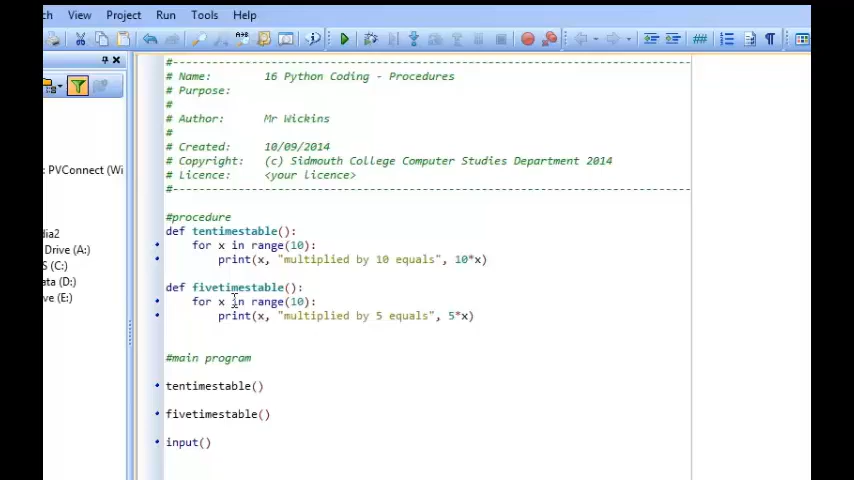 ch View Project Run Tools Help
#-------------------------------------------------------------------------------
# Name: 16 Python Coding - Procedures
# Purpose:
#
# Author: Mr Wickins
#
# Created: 10/09/2014
: PVConnect (Wi
# Copyright: (c) Sidmouth College Computer Studies Department 2014
# Licence: <your licence>
#-------------------------------------------------------------------------------
#procedure
dia2
def tentimestable():
Drive (A:)
for x in range(10):
S (C:)
print(x, "multiplied by 10 equals", 10*x)
ta (D:)
def fivetimestable():
e (E:)
for x in range(10):
print(x, "multiplied by 5 equals", 5*x)
#main program
tentimestable()
fivetimestable()
input()